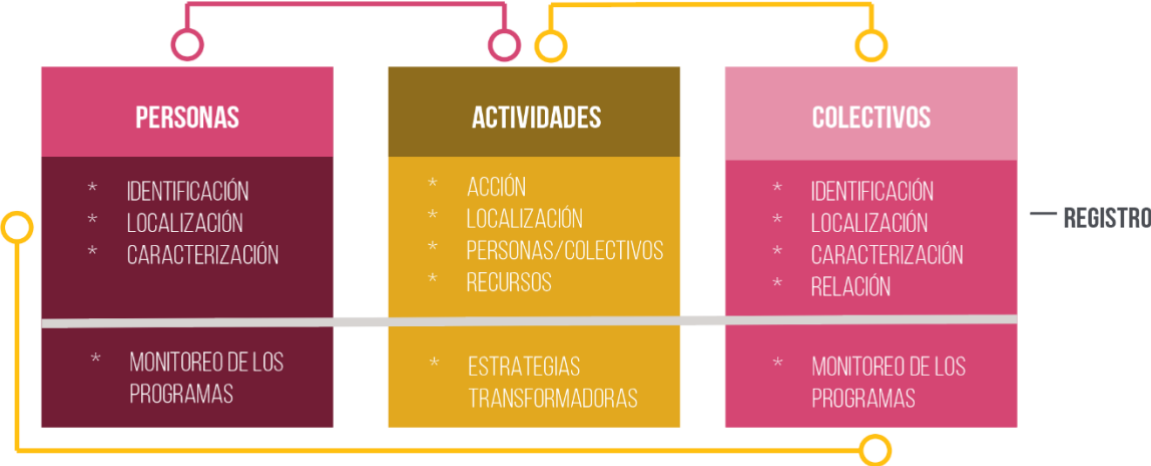 PERSONAS
* IDENTIFICACIÓN
* LOCALIZACIÓN
* CARACTERIZACIÓN
* MONITOREO DE LOS
PROGRAMAS
ACTIVIDADES
* ACCIÓN
* LOCALIZACIÓN
* PERSONAS/COLECTIVOS
* RECURSOS
* ESTRATEGIAS
TRANSFORMADORAS
COLECTIVOS
* IDENTIFICACIÓN
* LOCALIZACIÓN
* CARACTERIZACIÓN
* RELACIÓN
* MONITOREO DE LOS
PROGRAMAS
— REGISTRO